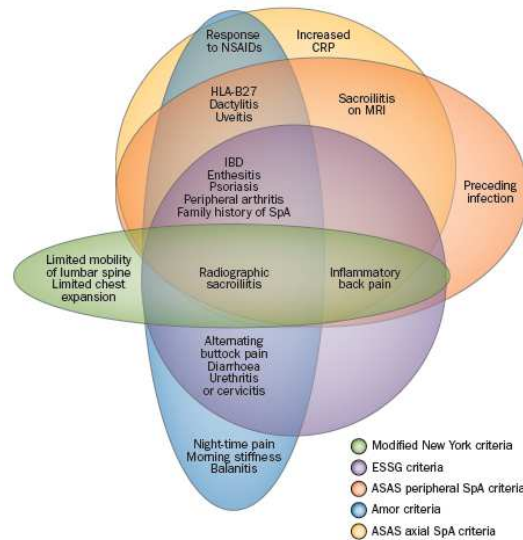 Response
to NSAIDs
Increased
CRP
HLA-B27
Dactylitis
Uveitis
Sacroiliitis
on MRI
IBD
Enthesitis
Psoriasis
Peripheral arthritis
Family history of SpA
Preceding
infection
Limited mobility
of lumbar spine
Limited chest
expansion
Radiographic
sacroiliitis
Inflammatory
back pain
Alternating
buttock pain
Diarrhoea
Urethritis
or cervicitis
Night-time pain
Morning stiffness
Balanitis
Modified New York criteria
ESSG criteria
ASAS peripheral SpA criteria
Amor criteria
ASAS axial SpA criteria